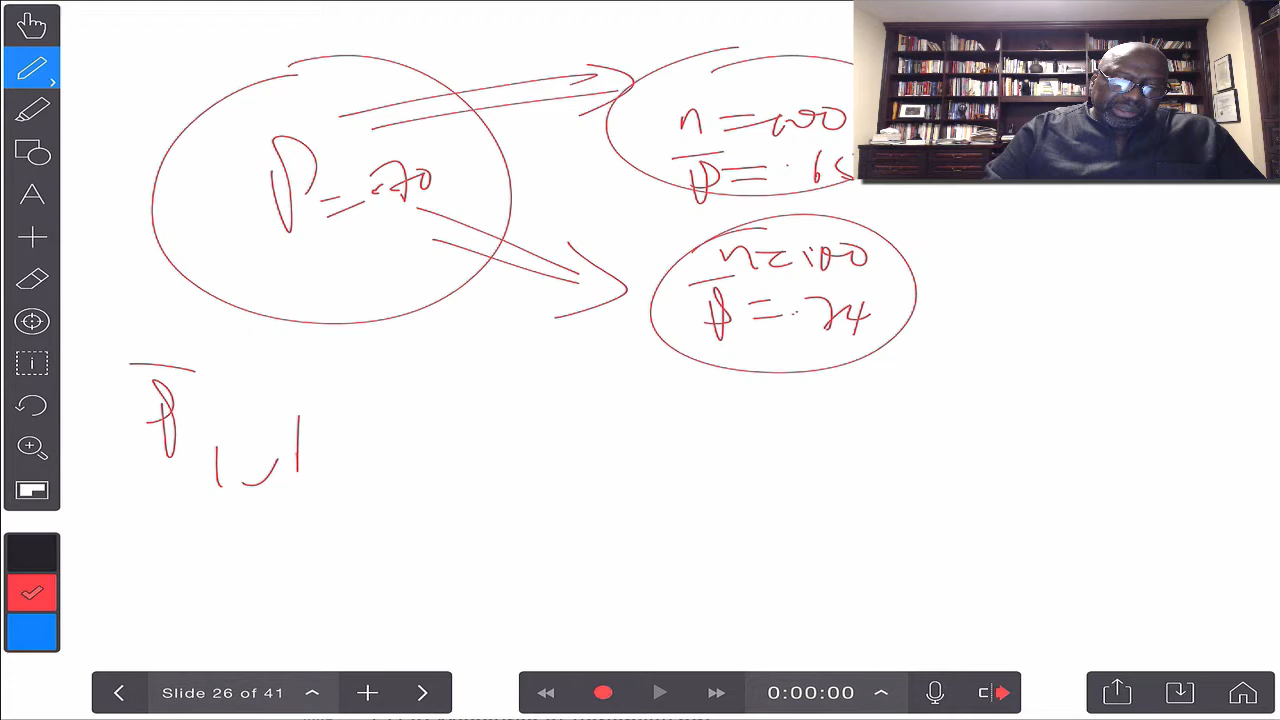 P = .70
n = 100
p̅ = .65
n = 100
p̅ = .74
p̅
A
i
Slide 26 of 41
0:00:00